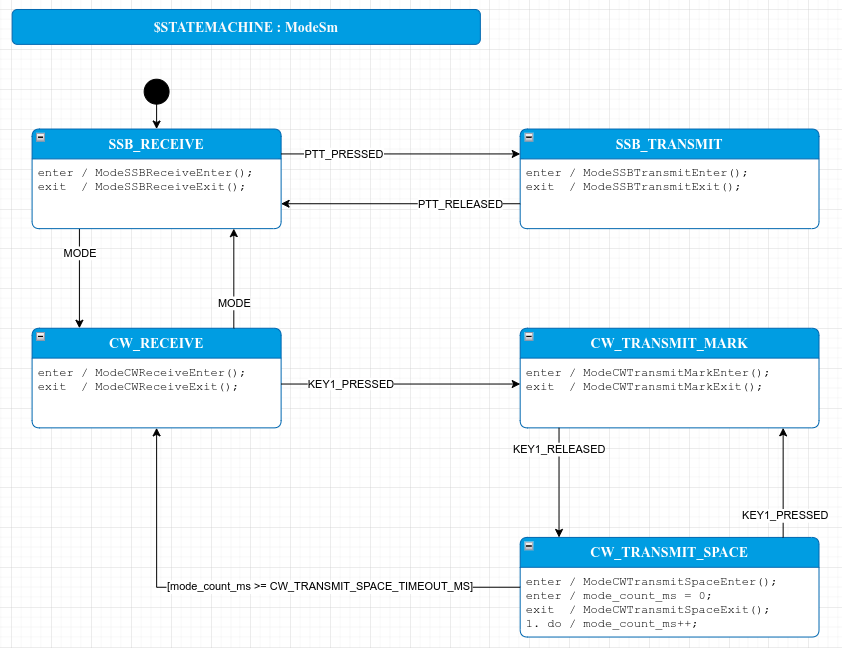 $STATEMACHINE : ModeSm
SSB_RECEIVE
enter / ModeSSBReceiveEnter();
exit  / ModeSSBReceiveExit();
PTT_PRESSED
PTT_RELEASED
SSB_TRANSMIT
enter / ModeSSBTransmitEnter();
exit  / ModeSSBTransmitExit();
MODE
MODE
CW_RECEIVE
enter / ModeCWReceiveEnter();
exit  / ModeCWReceiveExit();
KEY1_PRESSED
CW_TRANSMIT_MARK
enter / ModeCWTransmitMarkEnter();
exit  / ModeCWTransmitMarkExit();
KEY1_RELEASED
KEY1_PRESSED
[mode_count_ms >= CW_TRANSMIT_SPACE_TIMEOUT_MS]
CW_TRANSMIT_SPACE
enter / ModeCWTransmitSpaceEnter();
enter / mode_count_ms = 0;
exit  / ModeCWTransmitSpaceExit();
1. do / mode_count_ms++;